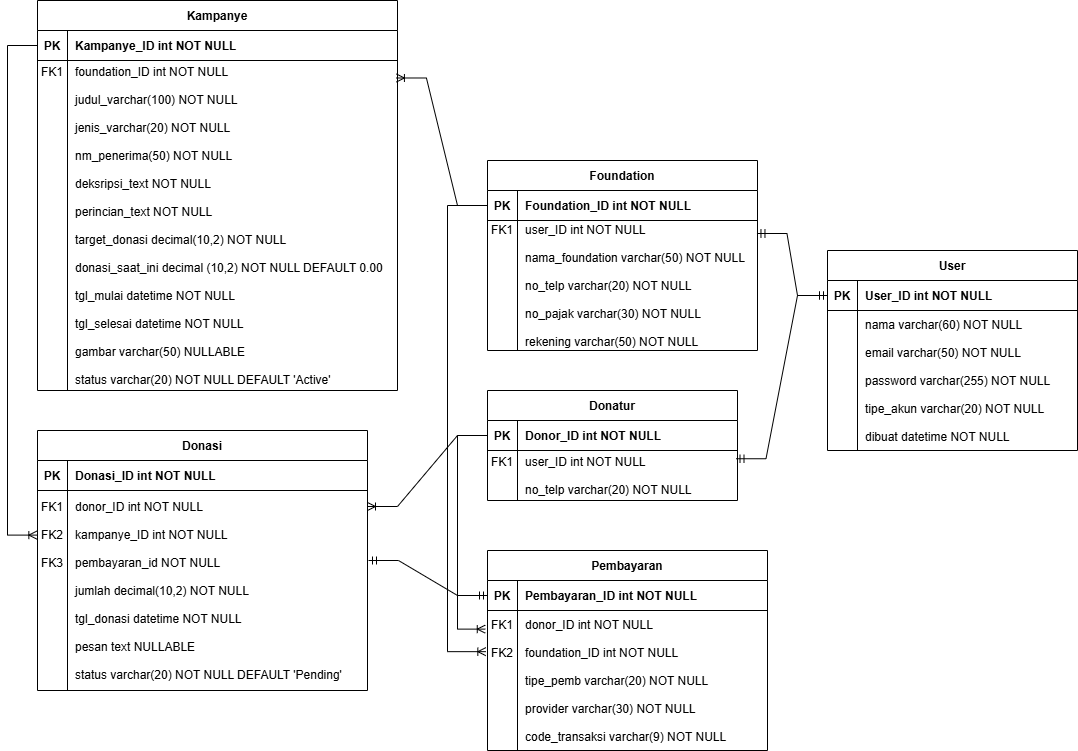 Kampanye
PK Kampanye_ID int NOT NULL
FK1 foundation_ID int NOT NULL
judul_varchar(100) NOT NULL
jenis_varchar(20) NOT NULL
nm_penerima(50) NOT NULL
deksripsi_text NOT NULL
perincian_text NOT NULL
target_donasi decimal(10,2) NOT NULL
donasi_saat_ini decimal (10,2) NOT NULL DEFAULT 0.00
tgl_mulai datetime NOT NULL
tgl_selesai datetime NOT NULL
gambar varchar(50) NULLABLE
status varchar(20) NOT NULL DEFAULT 'Active'
Foundation
PK Foundation_ID int NOT NULL
FK1 user_ID int NOT NULL
nama_foundation varchar(50) NOT NULL
no_telp varchar(20) NOT NULL
no_pajak varchar(30) NOT NULL
rekening varchar(50) NOT NULL
User
PK User_ID int NOT NULL
nama varchar(60) NOT NULL
email varchar(50) NOT NULL
password varchar(255) NOT NULL
tipe_akun varchar(20) NOT NULL
dibuat datetime NOT NULL
Donatur
PK Donor_ID int NOT NULL
FK1 user_ID int NOT NULL
no_telp varchar(20) NOT NULL
Donasi
PK Donasi_ID int NOT NULL
FK1 donor_ID int NOT NULL
FK2 kampanye_ID int NOT NULL
FK3 pembayaran_id NOT NULL
jumlah decimal(10,2) NOT NULL
tgl_donasi datetime NOT NULL
pesan text NULLABLE
status varchar(20) NOT NULL DEFAULT 'Pending'
Pembayaran
PK Pembayaran_ID int NOT NULL
FK1 donor_ID int NOT NULL
FK2 foundation_ID int NOT NULL
tipe_pemb varchar(20) NOT NULL
provider varchar(30) NOT NULL
code_transaksi varchar(9) NOT NULL